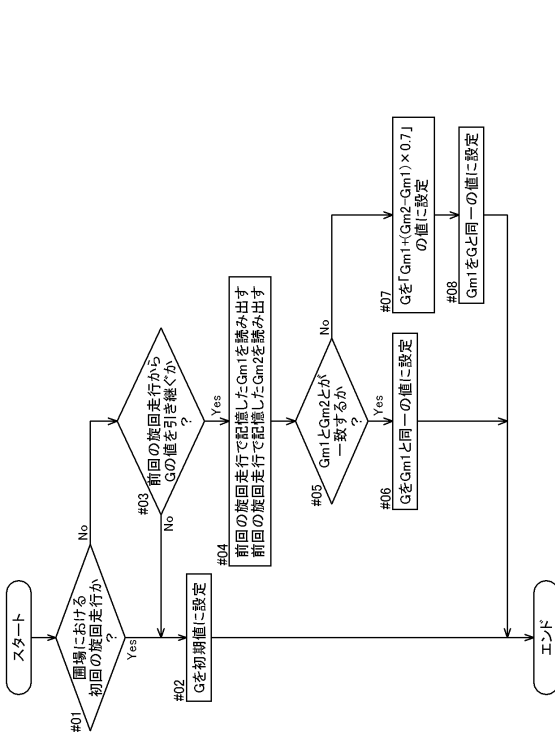 スタート
#01
圃場における
初回の旋回走行か
?
Yes
No
#02
Gを初期値に設定
#03
前回の旋回走行から
Gの値を引き継ぐか
?
No
Yes
#04
前回の旋回走行で記憶したGm1を読み出す
前回の旋回走行で記憶したGm2を読み出す
#05
Gm1とGm2とが
一致するか
?
Yes
No
#06
GをGm1と同一の値に設定
#07
Gを「Gm1+(Gm2-Gm1)×0.7」
の値に設定
#08
Gm1をGと同一の値に設定
エンド